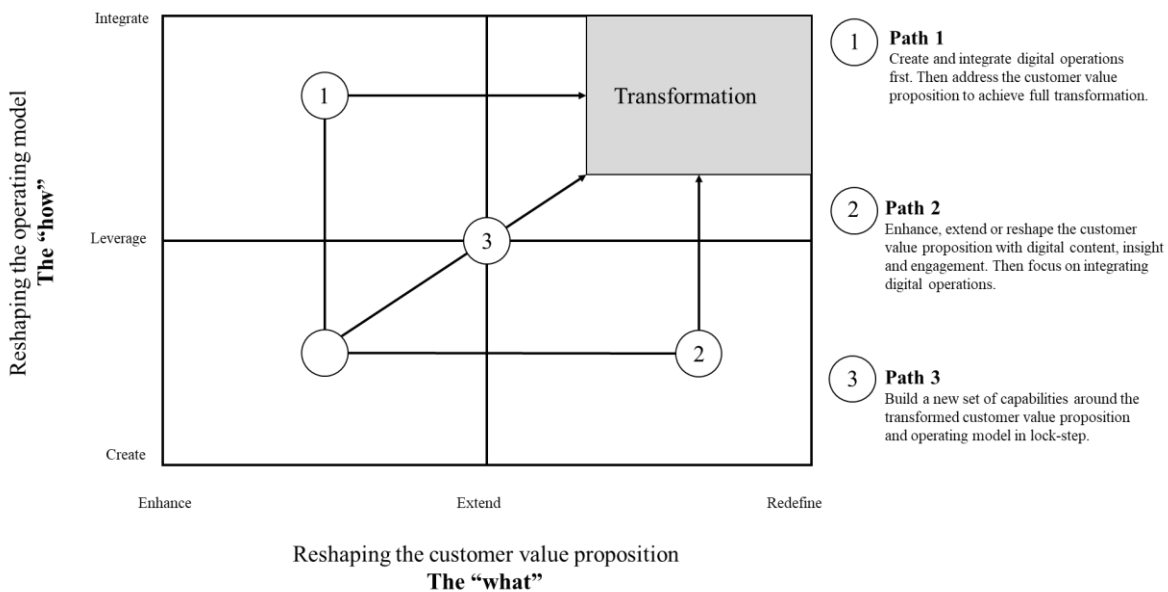 Integrate
Leverage
Create
Reshaping the operating model
The “how”
1
Transformation
3
2
Enhance
Extend
Redefine
Reshaping the customer value proposition
The “what”
1
Path 1
Create and integrate digital operations
frst. Then address the customer value
proposition to achieve full transformation.
2
Path 2
Enhance, extend or reshape the customer
value proposition with digital content, insight
and engagement. Then focus on integrating
digital operations.
3
Path 3
Build a new set of capabilities around the
transformed customer value proposition
and operating model in lock-step.